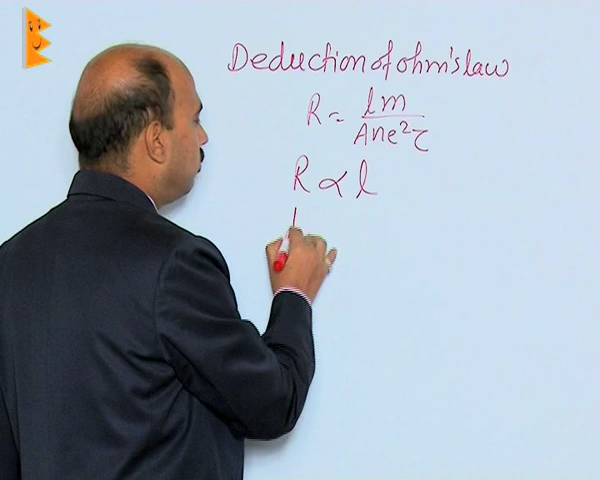 Deduction of ohm's law
R = lm / Ane²τ
R ∝ l